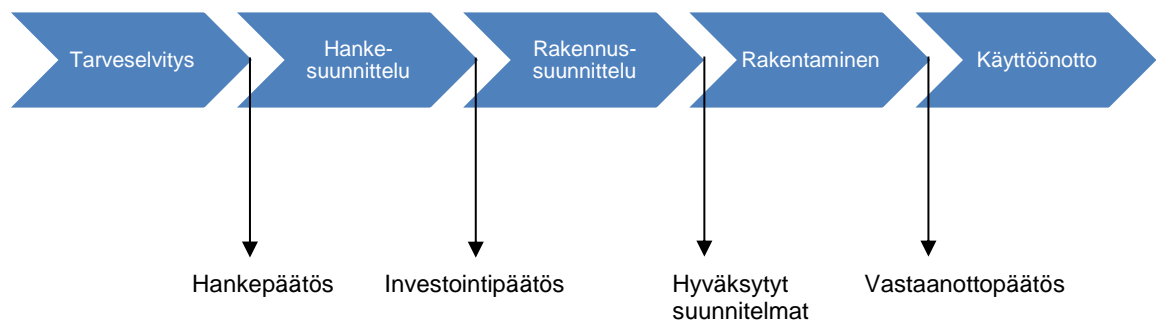 Tarveselvitys
Hanke-
suunnittelu
Rakennus-
suunnittelu
Rakentaminen
Käyttöönotto
Hankepäätös
Investointipäätös
Hyväksytyt
suunnitelmat
Vastaanottopäätös